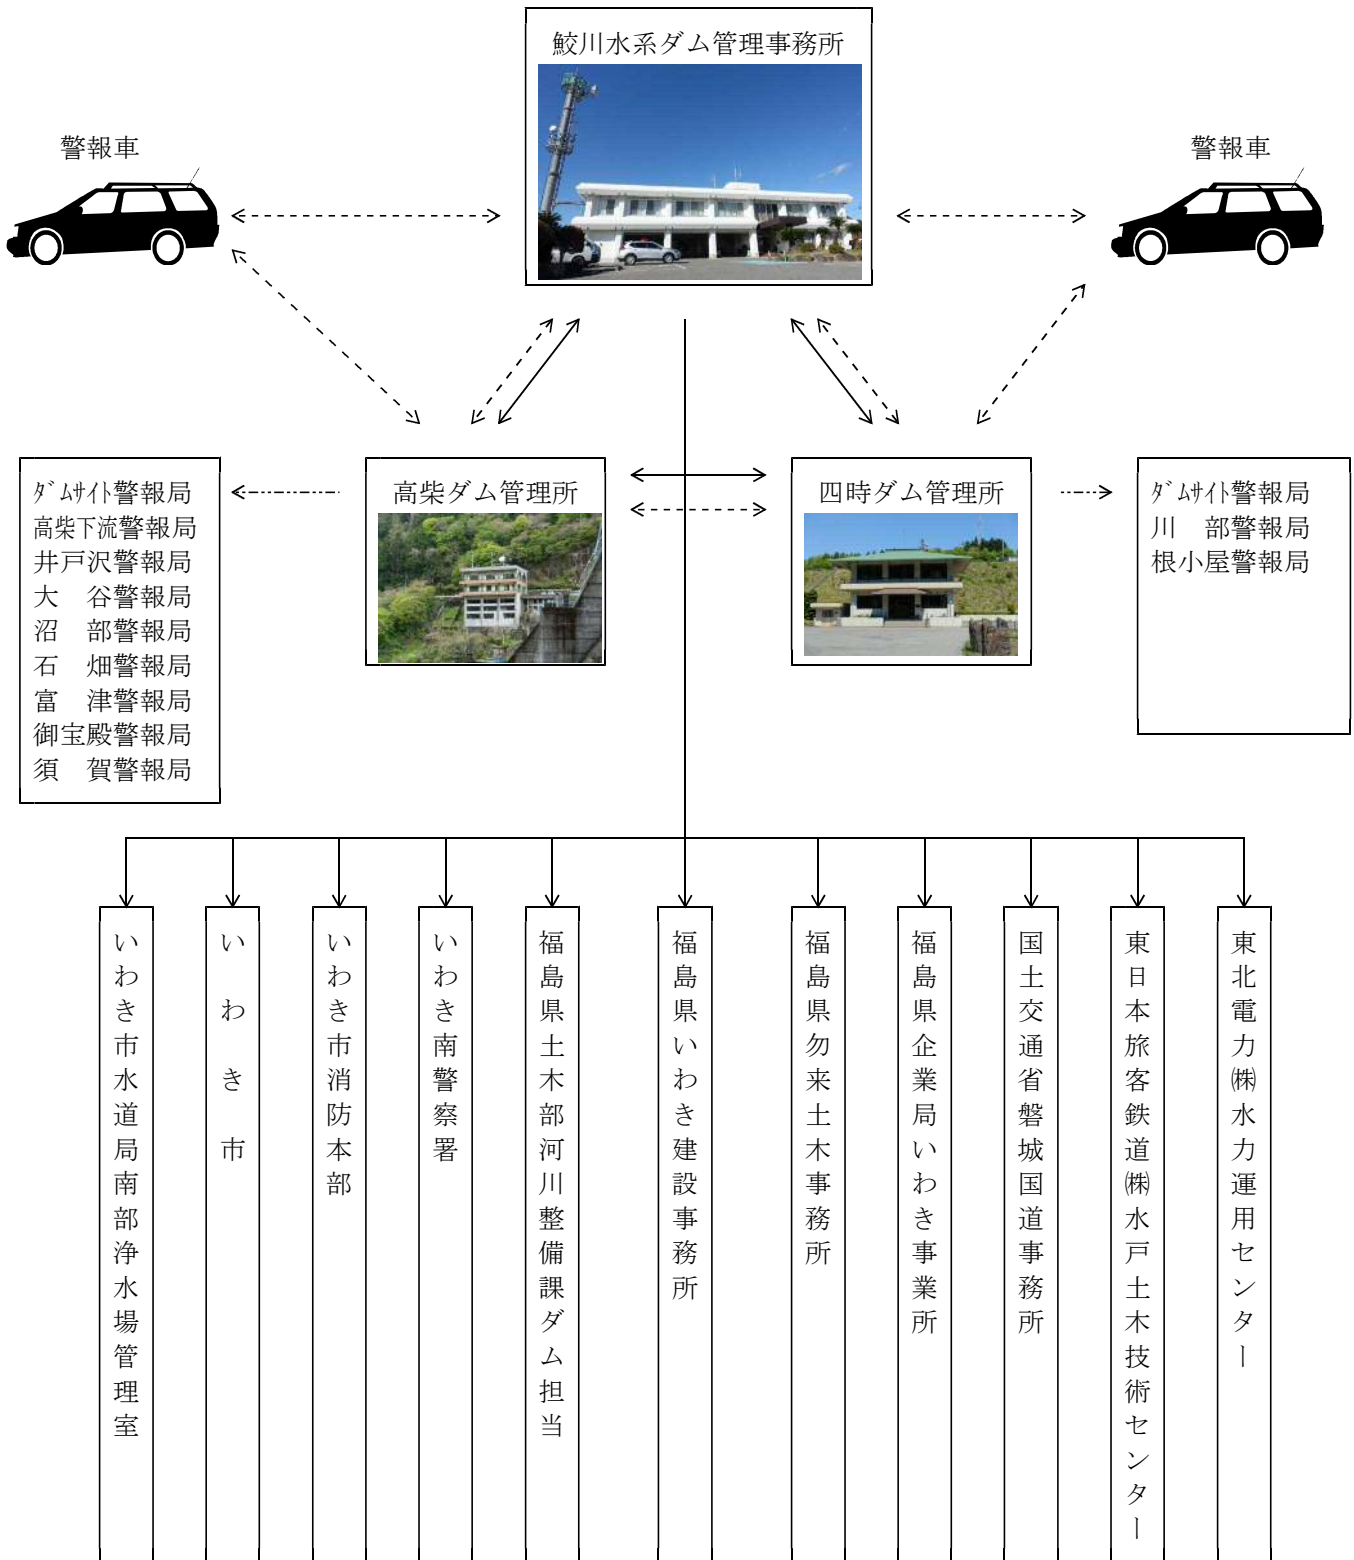 鮫川水系ダム管理事務所
警報車
警報車
ﾀﾞﾑｻｲﾄ警報局
高柴下流警報局
井戸沢警報局
大　谷警報局
沼　部警報局
石　畑警報局
富　津警報局
御宝殿警報局
須　賀警報局
高柴ダム管理所
四時ダム管理所
ﾀﾞﾑｻｲﾄ警報局
川　部警報局
根小屋警報局
いわき市水道局南部浄水場管理室
いわき市
いわき市消防本部
いわき南警察署
福島県土木部河川整備課ダム担当
福島県いわき建設事務所
福島県勿来土木事務所
福島県企業局いわき事業所
国土交通省磐城国道事務所
東日本旅客鉄道㈱水戸土木技術センター
東北電力㈱水力運用センター